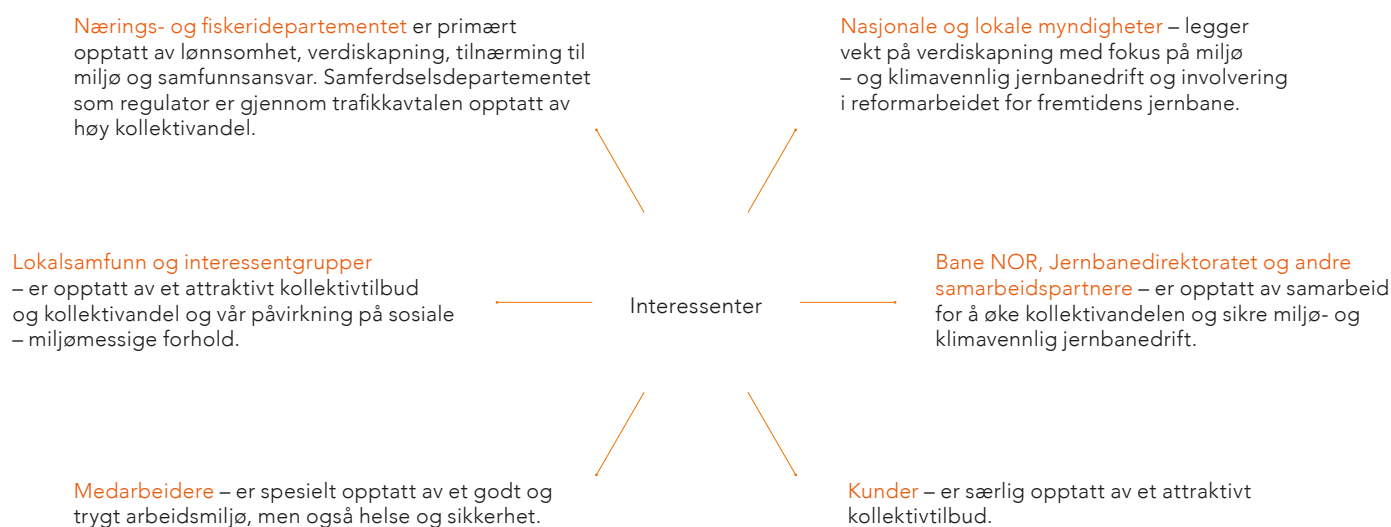 Nærings- og fiskeridepartementet er primært
opptatt av lønnsomhet, verdiskapning, tilnærming til
miljø og samfunnsansvar. Samferdselsdepartementet
som regulator er gjennom trafikkavtalen opptatt av
høy kollektivandel.
Nasjonale og lokale myndigheter – legger
vekt på verdiskapning med fokus på miljø
– og klimavennlig jernbanedrift og involvering
i reformarbeidet for fremtidens jernbane.
Lokalsamfunn og interessentgrupper
– er opptatt av et attraktivt kollektivtilbud
og kollektivandel og vår påvirkning på sosiale
– miljømessige forhold.
Interessenter
Bane NOR, Jernbanedirektoratet og andre
samarbeidspartnere – er opptatt av samarbeid
for å øke kollektivandelen og sikre miljø- og
klimavennlig jernbanedrift.
Medarbeidere – er spesielt opptatt av et godt og
trygt arbeidsmiljø, men også helse og sikkerhet.
Kunder – er særlig opptatt av et attraktivt
kollektivtilbud.